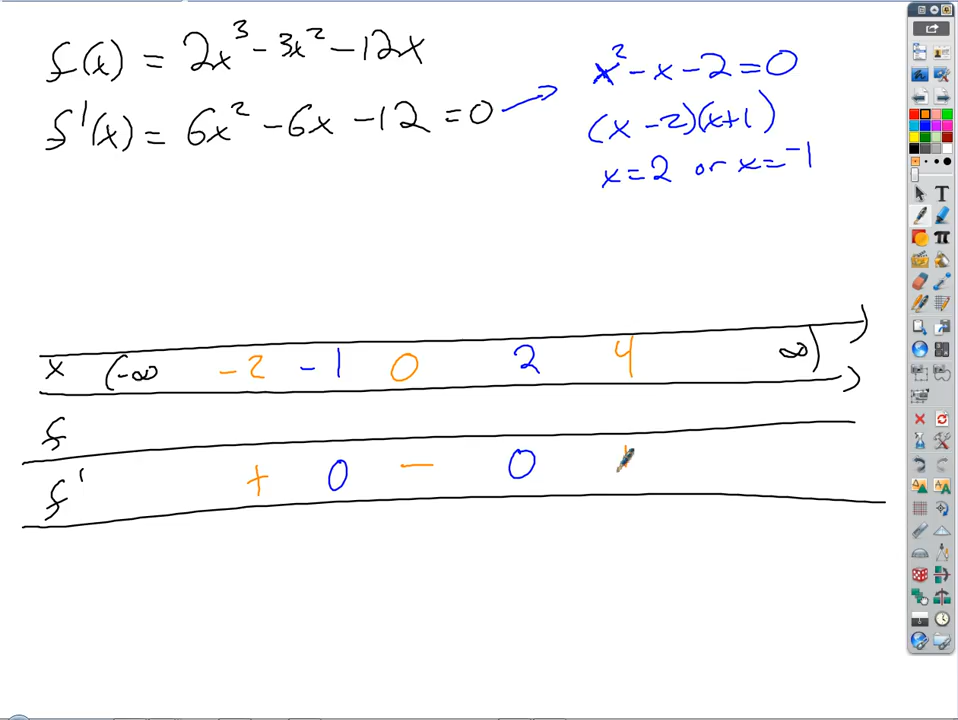 f(x) = 2x³ - 3x² - 12x
f'(x) = 6x² - 6x - 12 = 0
x² - x - 2 = 0
(x - 2)(x + 1)
x = 2 or x = -1
x (-∞ -2 -1 0 2 4 ∞)
f
f' + 0 - 0